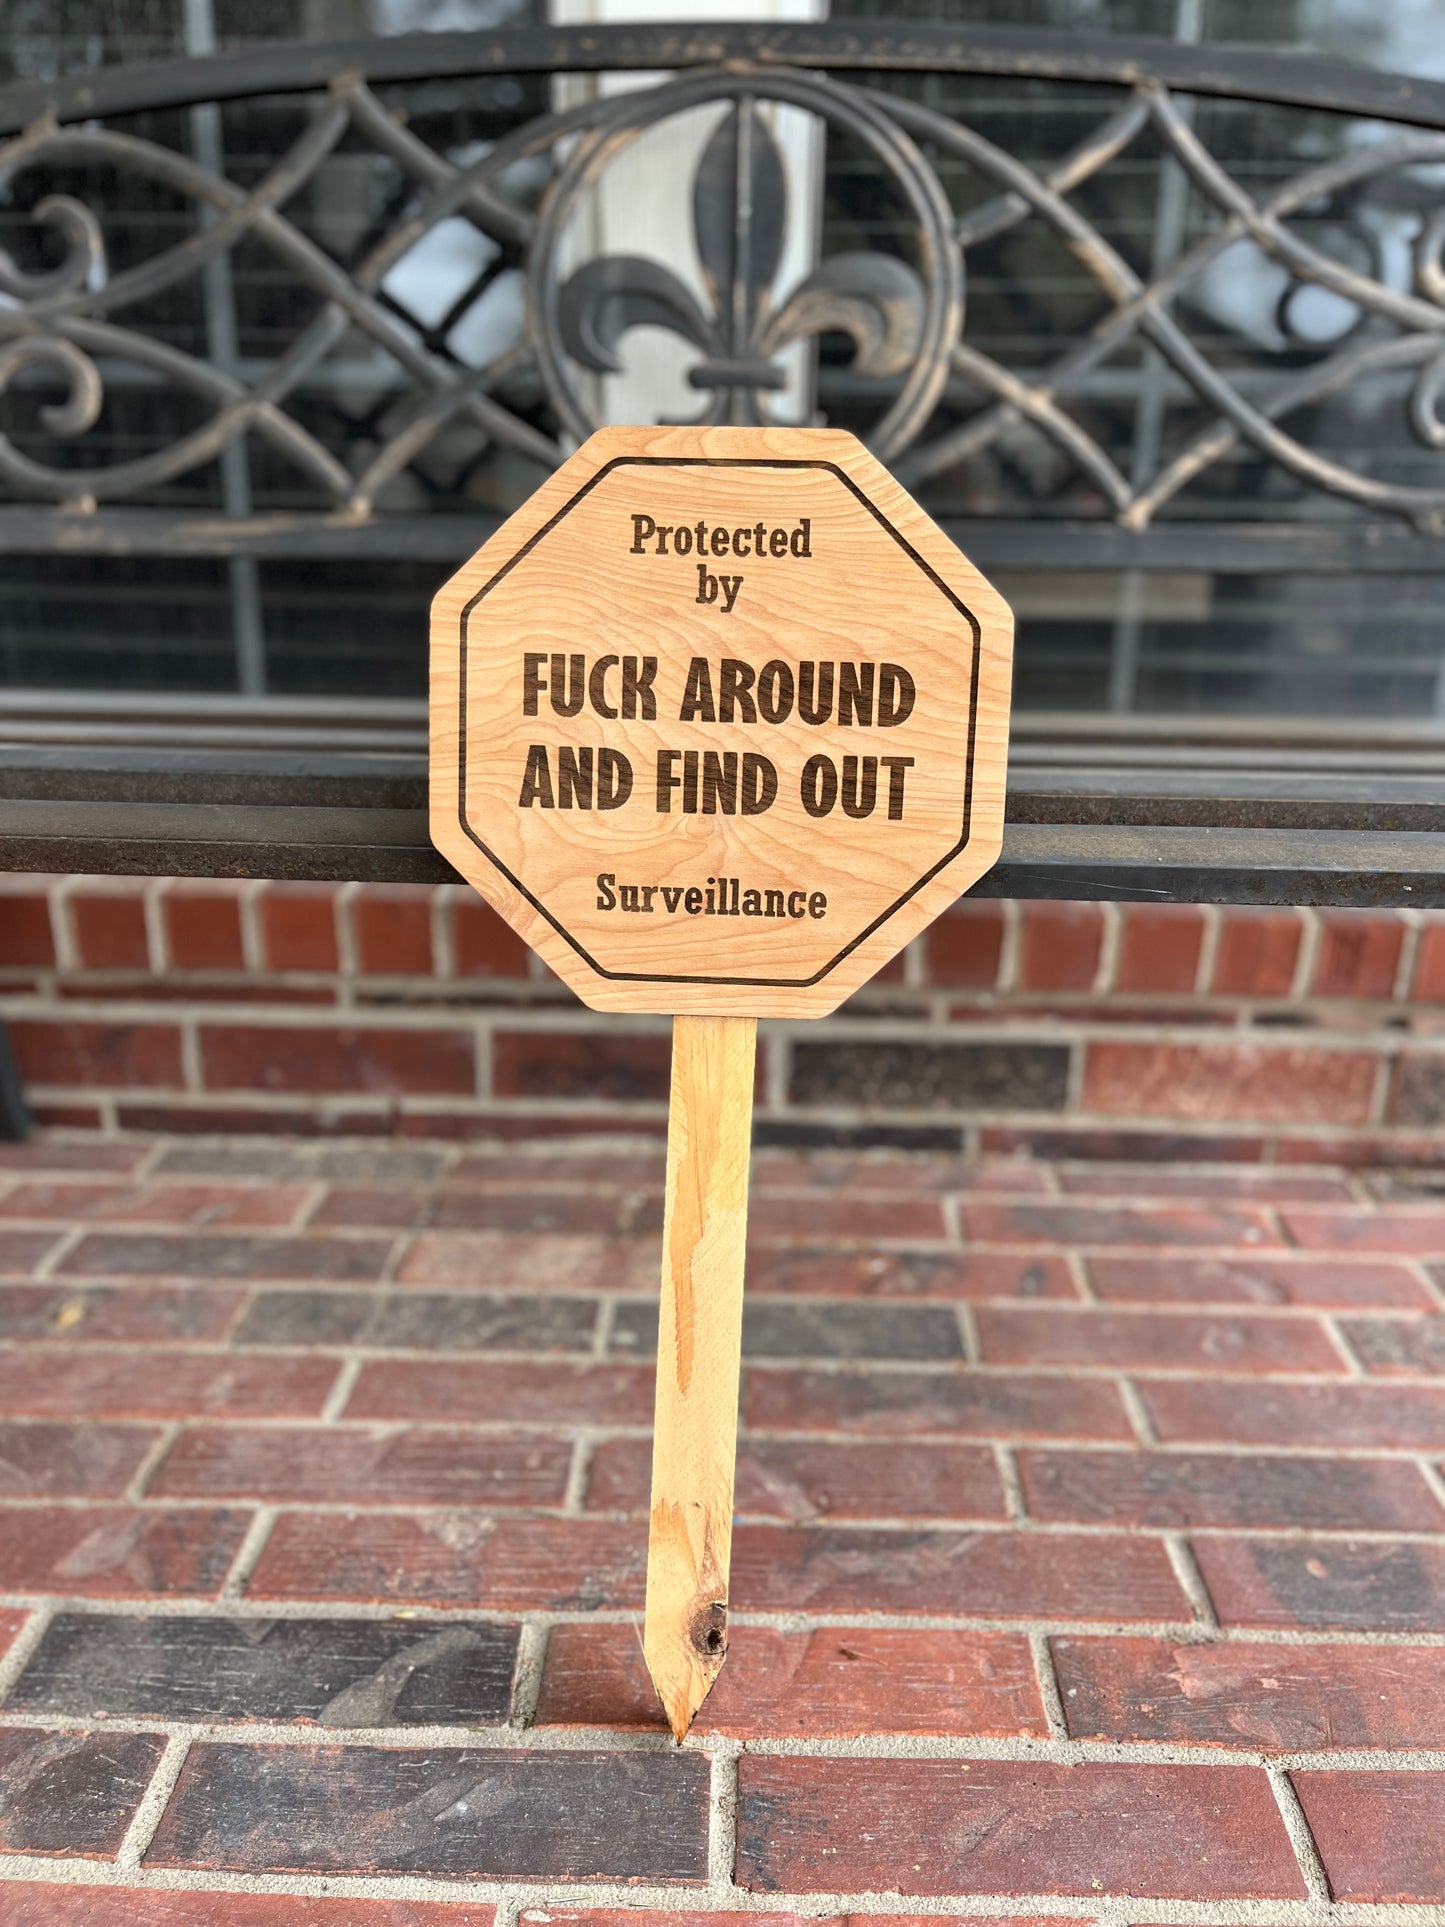 Protected
by
FUCK AROUND
AND FIND OUT
Surveillance